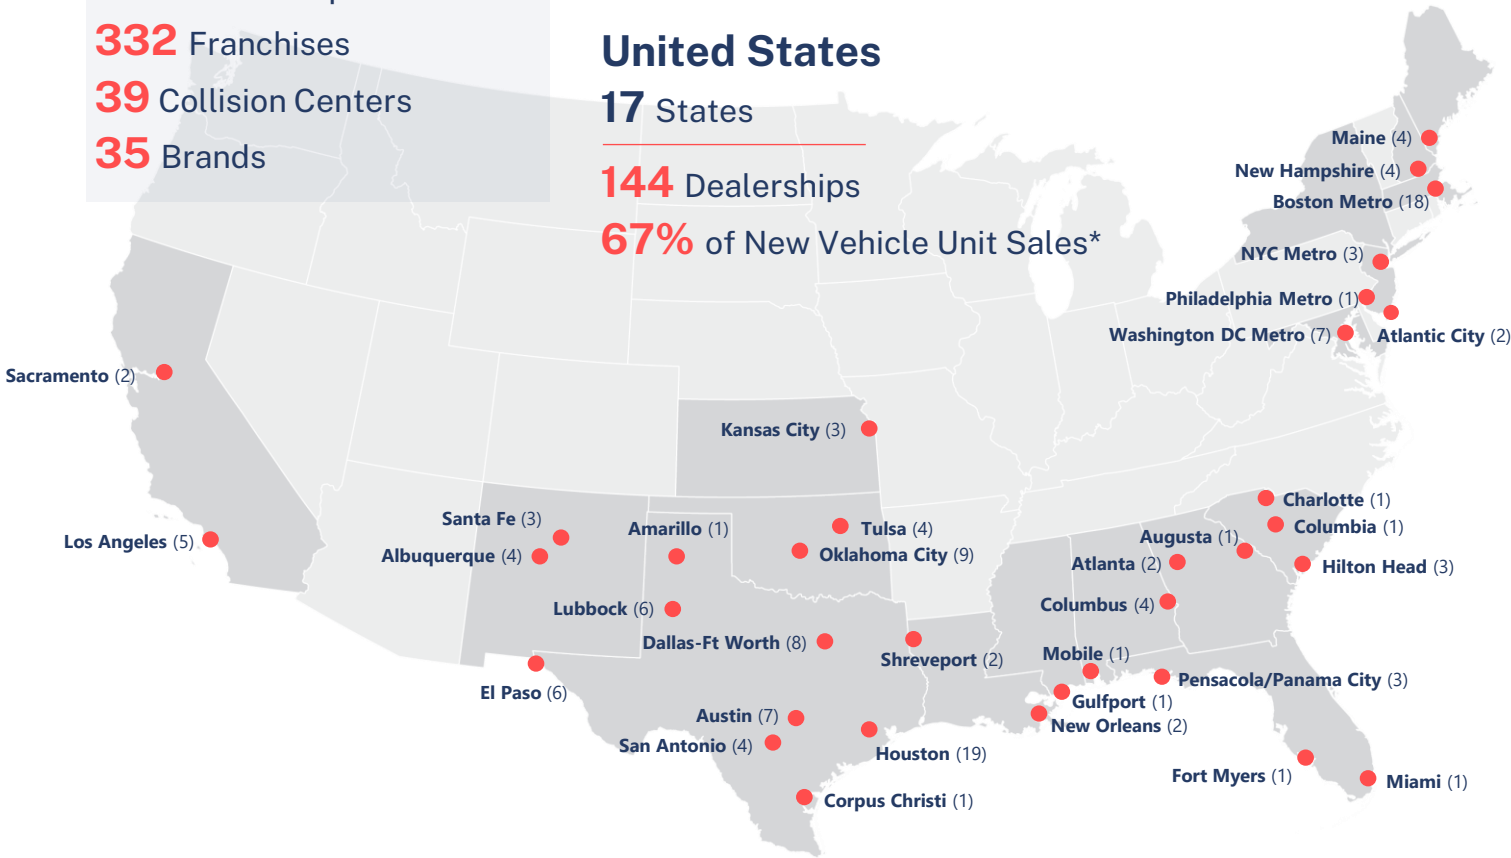 332 Franchises
39 Collision Centers
35 Brands
United States
17 States
144 Dealerships
67% of New Vehicle Unit Sales*
Maine (4)
New Hampshire (4)
Boston Metro (18)
NYC Metro (3)
Philadelphia Metro (1)
Washington DC Metro (7)
Atlantic City (2)
Sacramento (2)
Kansas City (3)
Los Angeles (5)
Santa Fe (3)
Albuquerque (4)
Amarillo (1)
Tulsa (4)
Oklahoma City (9)
Lubbock (6)
Dallas-Ft Worth (8)
El Paso (6)
Austin (7)
San Antonio (4)
Houston (19)
Corpus Christi (1)
Shreveport (2)
Charlotte (1)
Columbia (1)
Augusta (1)
Atlanta (2)
Hilton Head (3)
Columbus (4)
Mobile (1)
Pensacola/Panama City (3)
Gulfport (1)
New Orleans (2)
Fort Myers (1)
Miami (1)